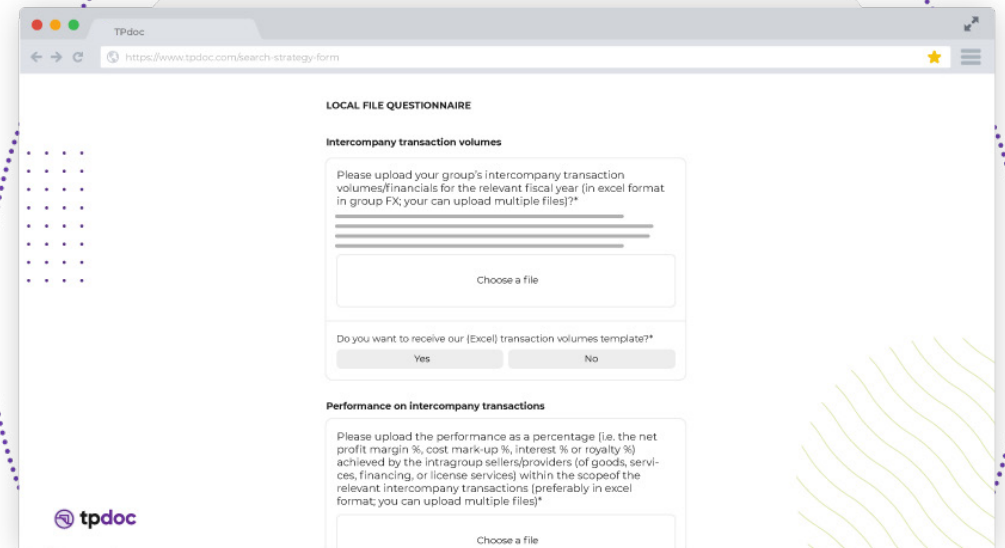 TPdoc
https://www.tpdoc.com/search-strategy-form
LOCAL FILE QUESTIONNAIRE
Intercompany transaction volumes
Please upload your group's intercompany transaction
volumes/financials for the relevant fiscal year (in excel format
in group FX; your can upload multiple files)?*
Choose a file
Do you want to receive our (Excel) transaction volumes template?*
Yes No
Performance on intercompany transactions
Please upload the performance as a percentage (i.e. the net
profit margin %, cost mark-up %, interest % or royalty %)
achieved by the intragroup sellers/providers (of goods, servi-
ces, financing, or license services) within the scopeof the
relevant intercompany transactions (preferably in excel
format; you can upload multiple files)*
Choose a file
tpdoc